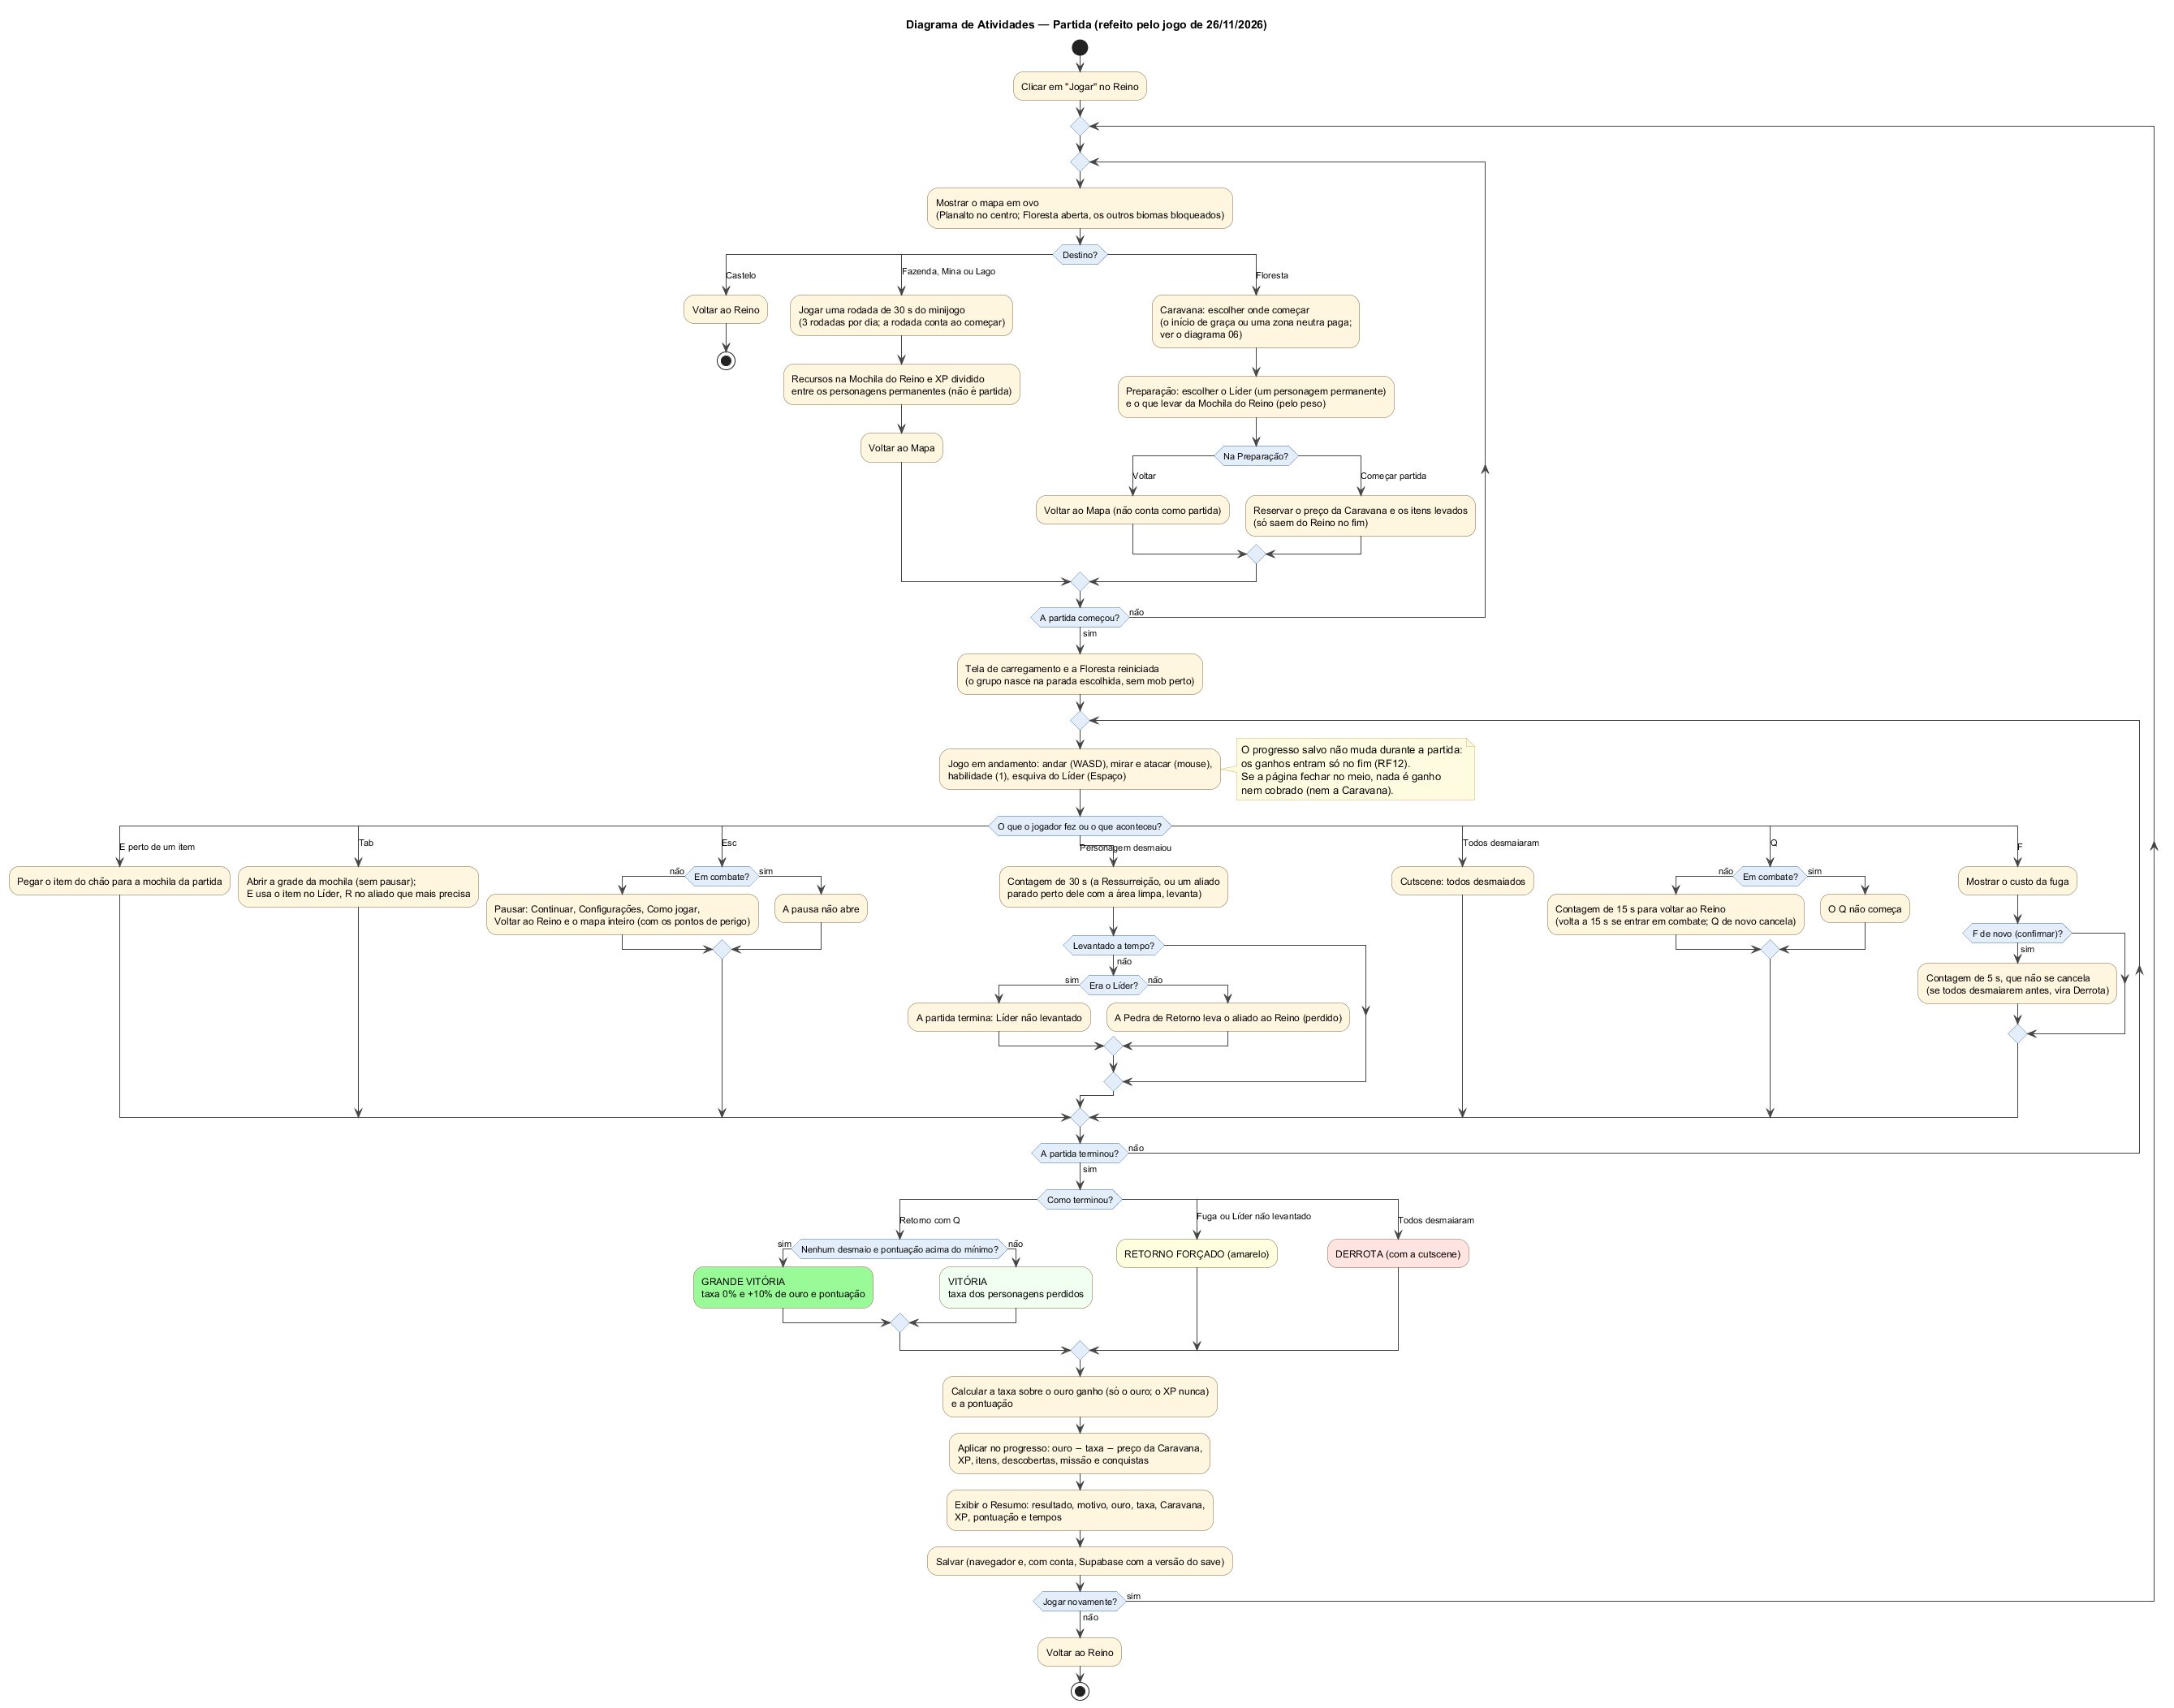 Diagrama de Atividades — Partida (refeito pelo jogo de 26/11/2026)
Clicar em "Jogar" no Reino
Mostrar o mapa em ovo
(Planalto no centro; Floresta aberta, os outros biomas bloqueados)
Destino?
Castelo
Voltar ao Reino
Fazenda, Mina ou Lago
Jogar uma rodada de 30 s do minijogo
(3 rodadas por dia; a rodada conta ao começar)
Recursos na Mochila do Reino e XP dividido
entre os personagens permanentes (não é partida)
Voltar ao Mapa
Floresta
Caravana: escolher onde começar
(o início de graça ou uma zona neutra paga;
ver o diagrama 06)
Preparação: escolher o Líder (um personagem permanente)
e o que levar da Mochila do Reino (pelo peso)
Na Preparação?
Voltar
Voltar ao Mapa (não conta como partida)
Começar partida
Reservar o preço da Caravana e os itens levados
(só saem do Reino no fim)
A partida começou?
não
sim
Tela de carregamento e a Floresta reiniciada
(o grupo nasce na parada escolhida, sem mob perto)
Jogo em andamento: andar (WASD), mirar e atacar (mouse),
habilidade (1), esquiva do Líder (Espaço)
O progresso salvo não muda durante a partida:
os ganhos entram só no fim (RF12).
Se a página fechar no meio, nada é ganho
nem cobrado (nem a Caravana).
O que o jogador fez ou o que aconteceu?
E perto de um item
Pegar o item do chão para a mochila da partida
Tab
Abrir a grade da mochila (sem pausar);
E usa o item no Líder, R no aliado que mais precisa
Esc
Em combate?
não
sim
Pausar: Continuar, Configurações, Como jogar,
Voltar ao Reino e o mapa inteiro (com os pontos de perigo)
A pausa não abre
Personagem desmaiou
Contagem de 30 s (a Ressurreição, ou um aliado
parado perto dele com a área limpa, levanta)
Levantado a tempo?
não
Era o Líder?
sim
não
A partida termina: Líder não levantado
A Pedra de Retorno leva o aliado ao Reino (perdido)
Todos desmaiaram
Cutscene: todos desmaiados
Q
Em combate?
não
sim
Contagem de 15 s para voltar ao Reino
(volta a 15 s se entrar em combate; Q de novo cancela)
O Q não começa
F
Mostrar o custo da fuga
F de novo (confirmar)?
sim
Contagem de 5 s, que não se cancela
(se todos desmaiarem antes, vira Derrota)
A partida terminou?
não
sim
Como terminou?
Retorno com Q
Nenhum desmaio e pontuação acima do mínimo?
sim
não
GRANDE VITÓRIA
taxa 0% e +10% de ouro e pontuação
VITÓRIA
taxa dos personagens perdidos
Fuga ou Líder não levantado
RETORNO FORÇADO (amarelo)
Todos desmaiaram
DERROTA (com a cutscene)
Calcular a taxa sobre o ouro ganho (só o ouro; o XP nunca)
e a pontuação
Aplicar no progresso: ouro − taxa − preço da Caravana,
XP, itens, descobertas, missão e conquistas
Exibir o Resumo: resultado, motivo, ouro, taxa, Caravana,
XP, pontuação e tempos
Salvar (navegador e, com conta, Supabase com a versão do save)
Jogar novamente?
sim
não
Voltar ao Reino